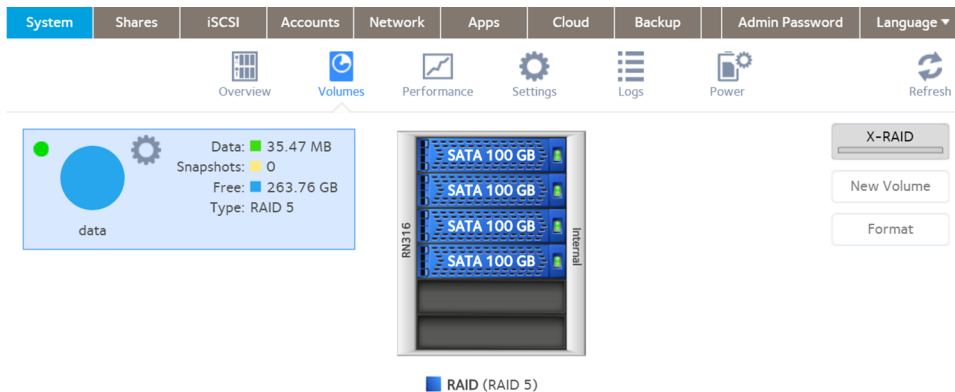 System Shares iSCSI Accounts Network Apps Cloud Backup Admin Password Language
Overview Volumes Performance Settings Logs Power Refresh
Data: 35.47 MB
Snapshots: 0
Free: 263.76 GB
Type: RAID 5
data
RN316
SATA 100 GB
SATA 100 GB
SATA 100 GB
SATA 100 GB
Internal
RAID (RAID 5)
X-RAID
New Volume
Format